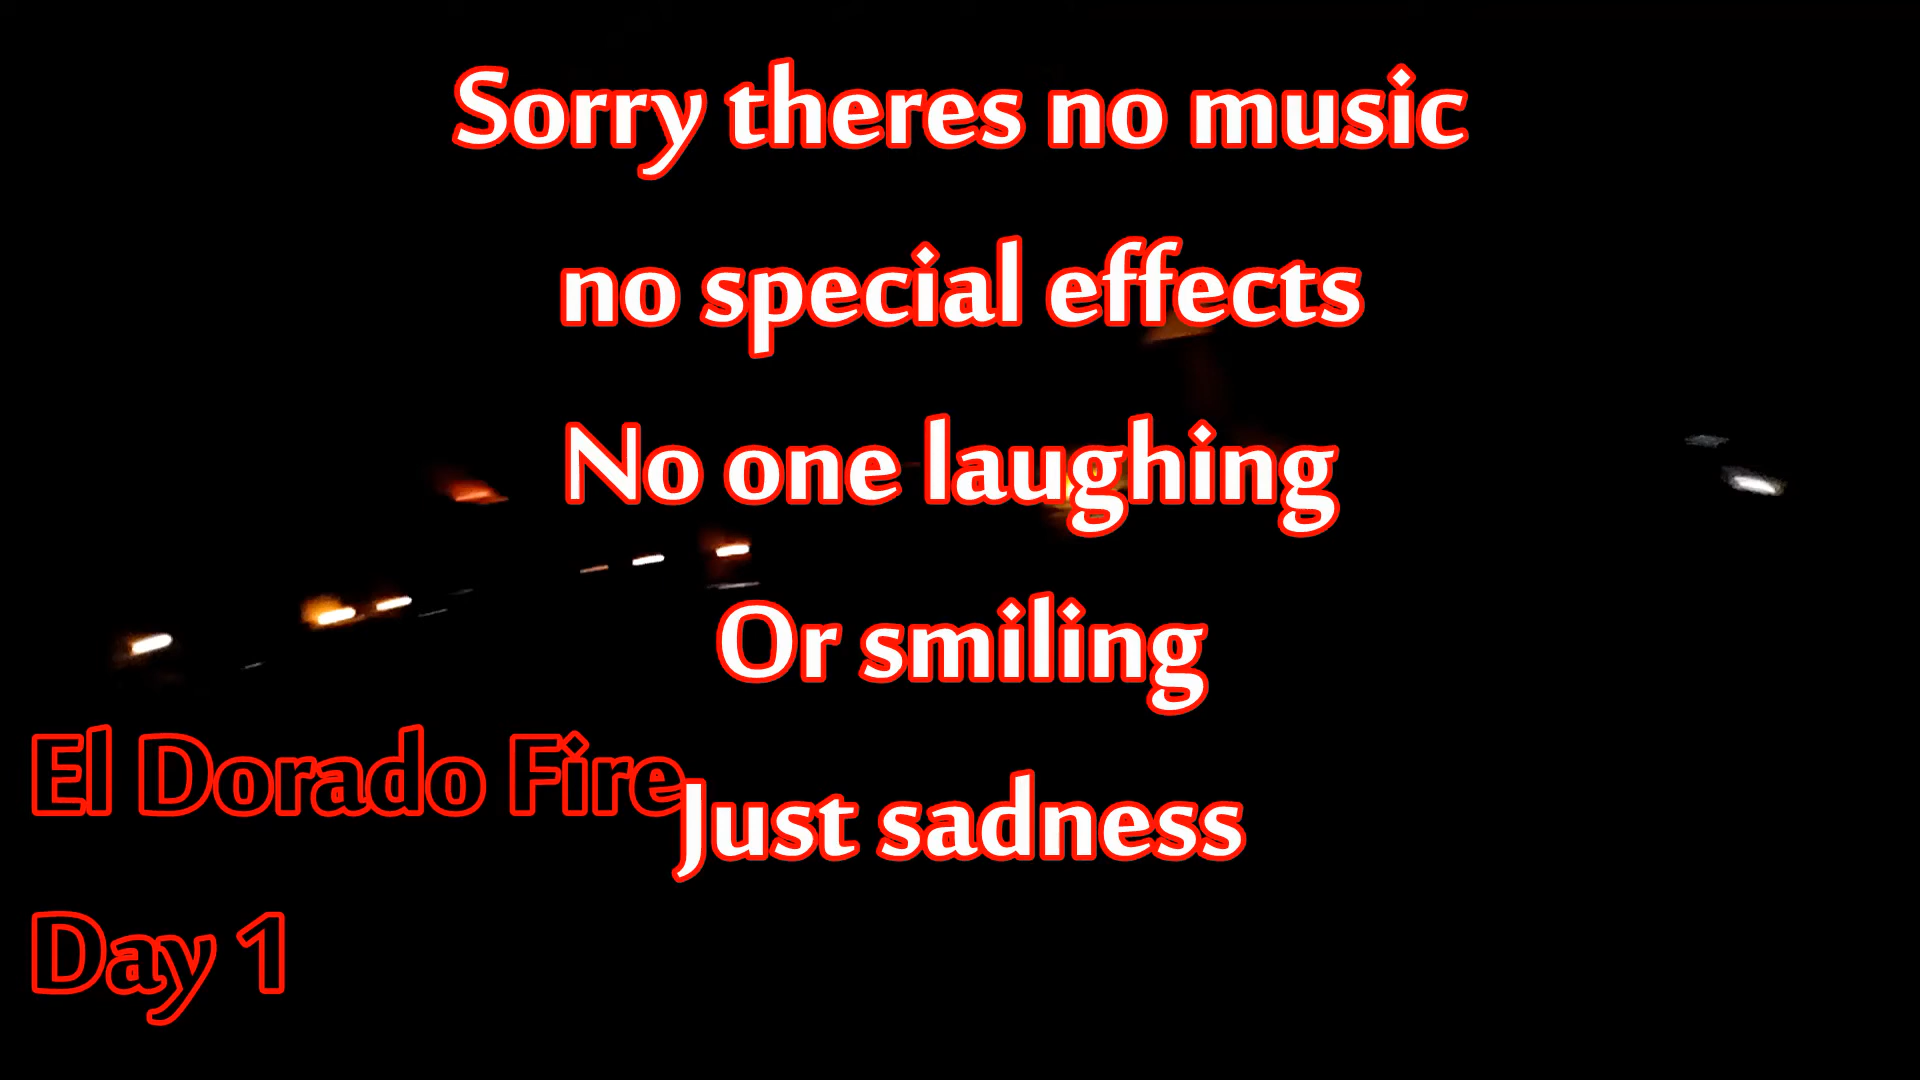 Sorry theres no music
no special effects
No one laughing
Or smiling
Just sadness
El Dorado Fire
Day 1